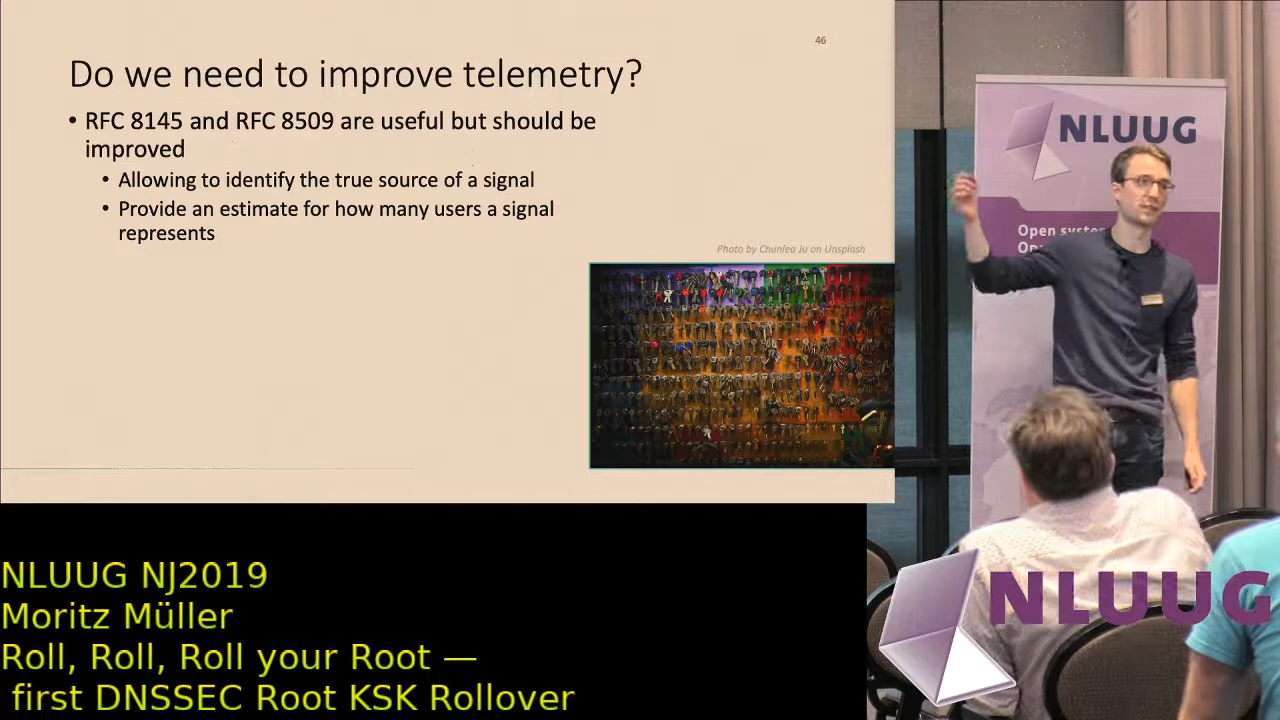 46
Do we need to improve telemetry?
• RFC 8145 and RFC 8509 are useful but should be
improved
• Allowing to identify the true source of a signal
• Provide an estimate for how many users a signal
represents
Photo by Chunlea Ju on Unsplash
NLUUG
Open
NLUUG NJ2019
Moritz Müller
Roll, Roll, Roll your Root —
first DNSSEC Root KSK Rollover
NLUUG